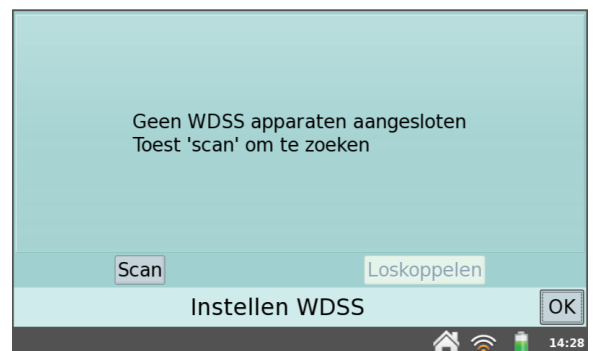 Geen WDSS apparaten aangesloten
Toest 'scan' om te zoeken
Scan
Loskoppelen
Instellen WDSS
OK
14:28